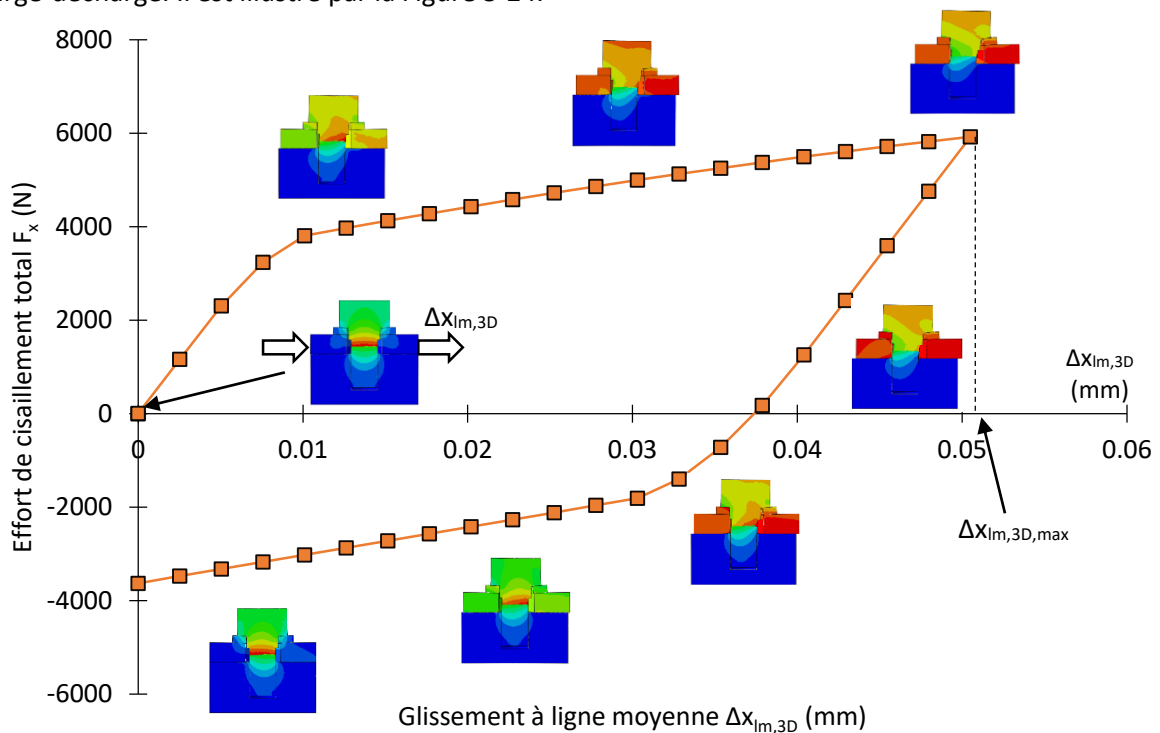 rge-décharge. Il est illustré par la Figure 3-24.
8000
6000
4000
2000
0
-2000
-4000
-6000
Effort de cisaillement total Fx (N)
0
0.01
0.02
0.03
0.04
0.05
0.06
Δxlm,3D
Δxlm,3D
(mm)
Δxlm,3D,max
Glissement à ligne moyenne Δxlm,3D (mm)